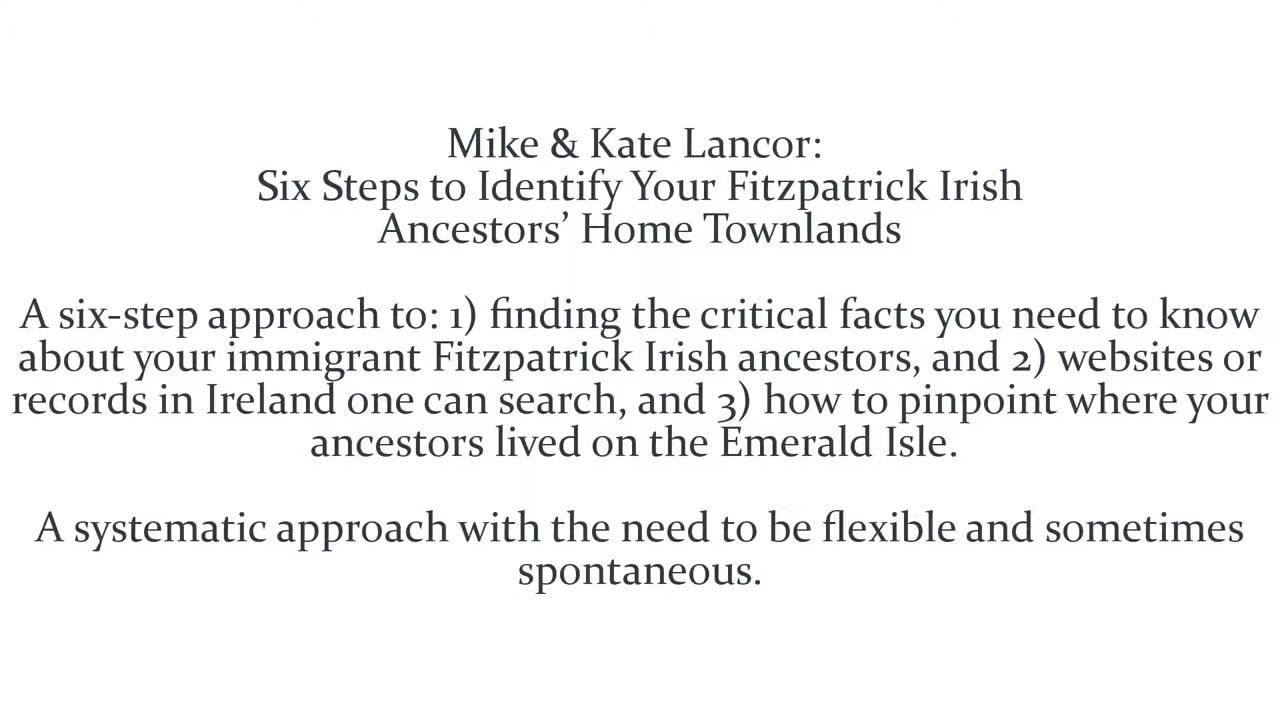 Mike & Kate Lancor:
Six Steps to Identify Your Fitzpatrick Irish
Ancestors’ Home Townlands
A six-step approach to: 1) finding the critical facts you need to know
about your immigrant Fitzpatrick Irish ancestors, and 2) websites or
records in Ireland one can search, and 3) how to pinpoint where your
ancestors lived on the Emerald Isle.
A systematic approach with the need to be flexible and sometimes
spontaneous.